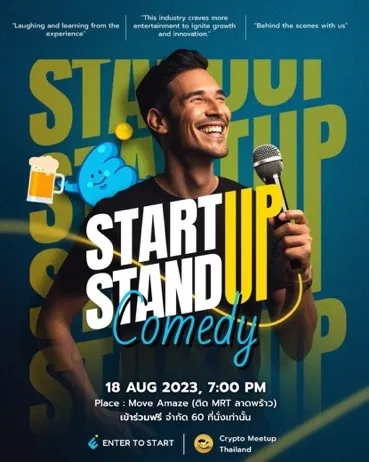 "Laughing and learning from the
experience"
"This industry craves more
entertainment to ignite growth
and innovation."
"Behind the scenes with us"
STARTUP
STARTUP
START UP
STAND
Comedy
18 AUG 2023, 7:00 PM
Place : Move Amaze (ติด MRT ลาดพร้าว)
เข้าร่วมฟรี จำกัด 60 ที่นั่งเท่านั้น
ENTER TO START
Crypto Meetup
Thailand